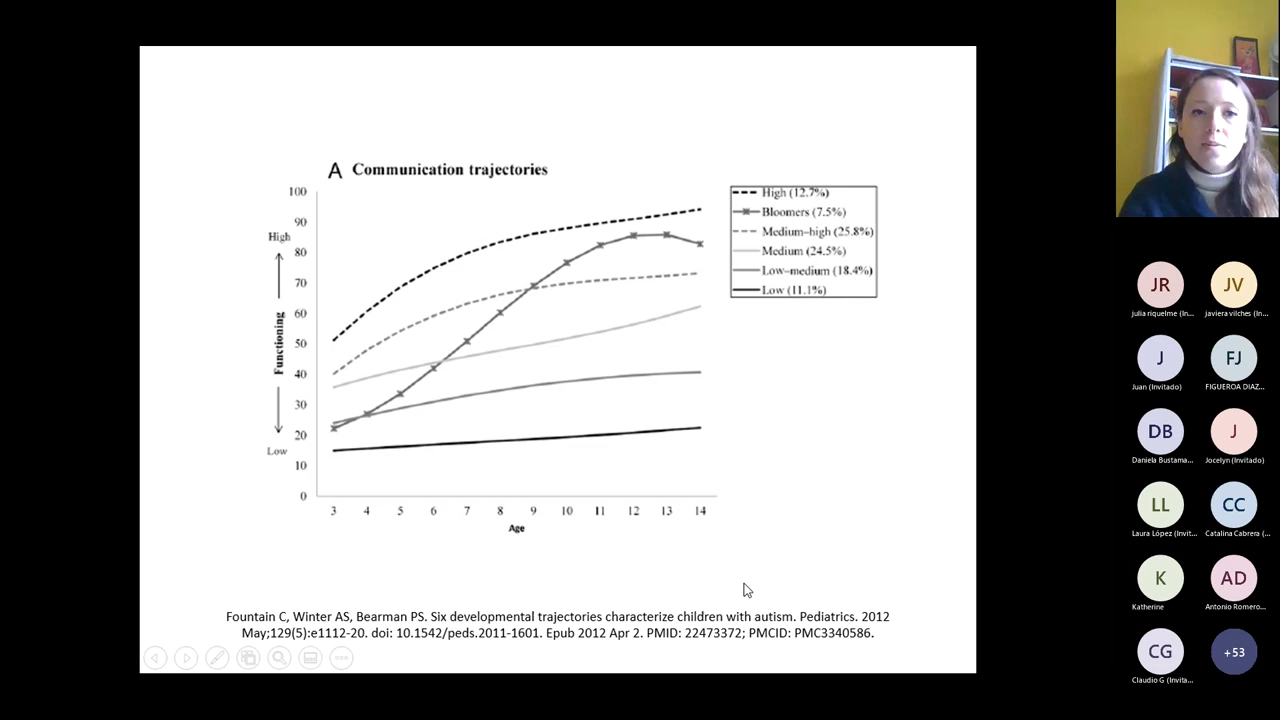 A Communication trajectories
100
90
80
70
60
50
40
30
20
10
0
High
Functioning
Low
3 4 5 6 7 8 9 10 11 12 13 14
Age
High (12.7%)
Bloomers (7.5%)
Medium–high (25.8%)
Medium (24.5%)
Low–medium (18.4%)
Low (11.1%)
Fountain C, Winter AS, Bearman PS. Six developmental trajectories characterize children with autism. Pediatrics. 2012
May;129(5):e1112-20. doi: 10.1542/peds.2011-1601. Epub 2012 Apr 2. PMID: 22473372; PMCID: PMC3340586.
JR JV
julia riquelme (In... javiera vilches (In...
J FJ
Juan (Invitado) FIGUEROA DIAZ...
DB J
Daniela Bustama... Jocelyn (Invitado)
LL CC
Laura López (Invit... Catalina Cabrera (...
K AD
Katherine Antonio Romero...
CG +53
Claudio G (Invita...